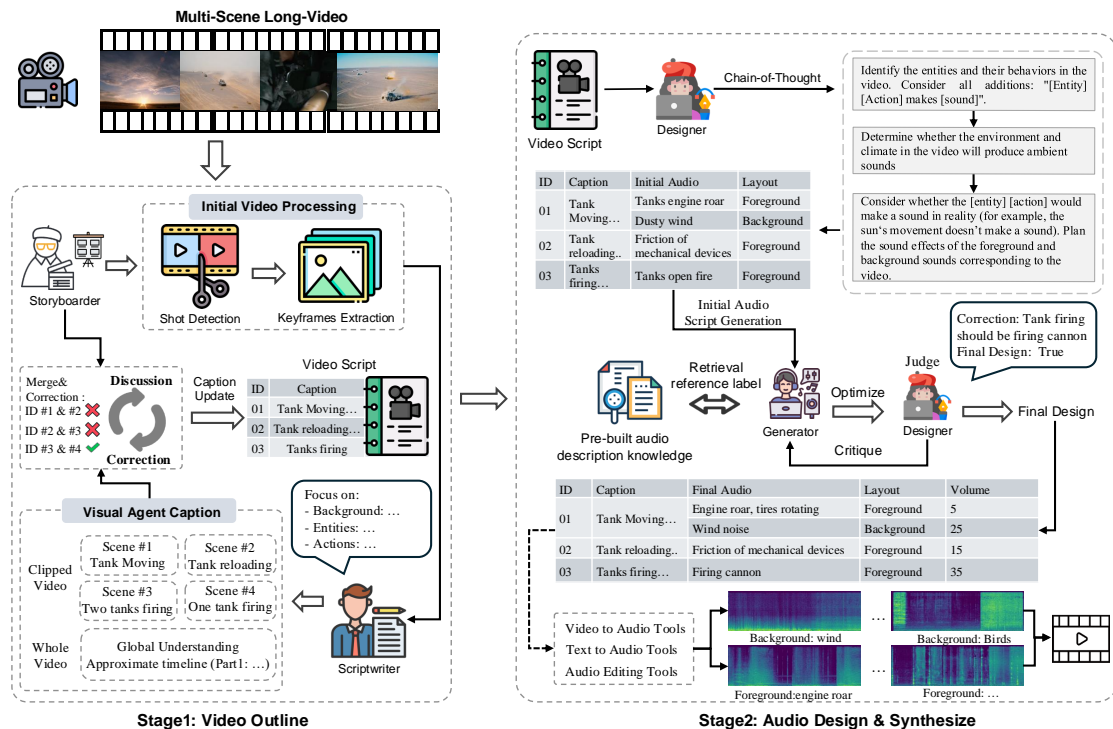 Multi-Scene Long-Video
Initial Video Processing
Storyboarder
Shot Detection
Keyframes Extraction
Merge&
Correction :
ID #1 & #2
ID #2 & #3
ID #3 & #4
Discussion
Correction
Caption
Update
Video Script
ID Caption
01 Tank Moving…
02 Tank reloading…
03 Tanks firing
Visual Agent Caption
Clipped
Video
Scene #1
Tank Moving
Scene #2
Tank reloading
Scene #3
Two tanks firing
Scene #4
One tank firing
Whole
Video
Global Understanding
Approximate timeline (Part1: …)
Focus on:
- Background: …
- Entities: …
- Actions: …
Scriptwriter
Stage1: Video Outline
Video Script
Designer
Chain-of-Thought
Identify the entities and their behaviors in the
video. Consider all additions: "[Entity]
[Action] makes [sound]".
Determine whether the environment and
climate in the video will produce ambient
sounds
Consider whether the [entity] [action] would
make a sound in reality (for example, the
sun's movement doesn't make a sound). Plan
the sound effects of the foreground and
background sounds corresponding to the
video.
ID Caption Initial Audio Layout
01 Tank Moving… Tanks engine roar Foreground
Dusty wind Background
02 Tank reloading.. Friction of mechanical devices Foreground
03 Tanks firing… Tanks open fire Foreground
Initial Audio
Script Generation
Correction: Tank firing
should be firing cannon
Final Design: True
Pre-built audio
description knowledge
Retrieval
reference label
Generator
Optimize
Judge
Designer
Critique
Final Design
ID Caption Final Audio Layout Volume
01 Tank Moving… Engine roar, tires rotating Foreground 5
Wind noise Background 25
02 Tank reloading.. Friction of mechanical devices Foreground 15
03 Tanks firing… Firing cannon Foreground 35
Video to Audio Tools
Text to Audio Tools
Audio Editing Tools
Background: wind
…
Background: Birds
Foreground:engine roar
…
Foreground: …
Stage2: Audio Design & Synthesize